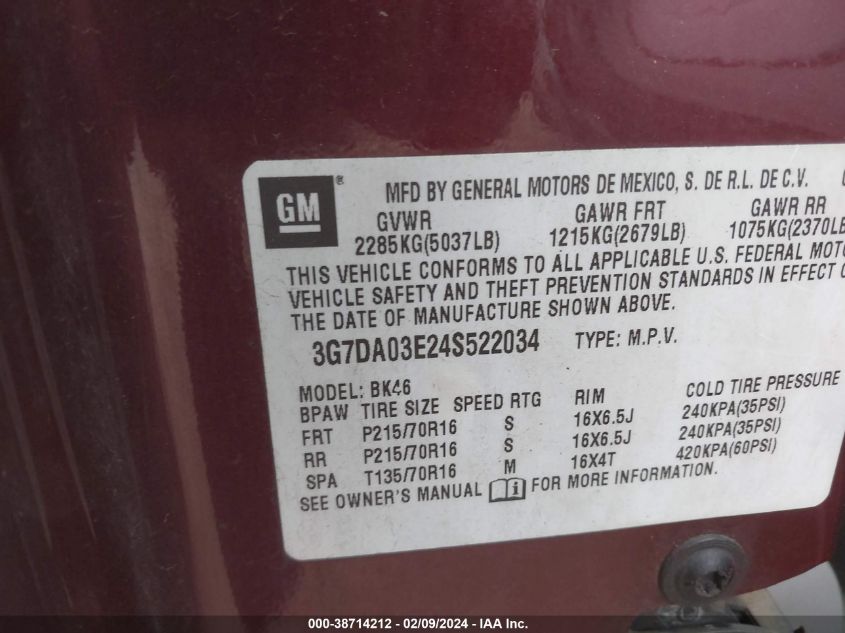 GM ® MFD BY GENERAL MOTORS DE MEXICO, S. DE R.L. DE C.V.
GVWR GAWR FRT GAWR RR
2285KG(5037LB) 1215KG(2679LB) 1075KG(2370LB
THIS VEHICLE CONFORMS TO ALL APPLICABLE U.S. FEDERAL MOT
VEHICLE SAFETY AND THEFT PREVENTION STANDARDS IN EFFECT
THE DATE OF MANUFACTURE SHOWN ABOVE.
3G7DA03E24S522034 TYPE: M.P.V.
MODEL: BK46
BPAW TIRE SIZE SPEED RTG RIM COLD TIRE PRESSURE
FRT P215/70R16 S 16X6.5J 240KPA(35PSI)
RR P215/70R16 S 16X6.5J 240KPA(35PSI)
SPA T135/70R16 M 16X4T 420KPA(60PSI)
SEE OWNER'S MANUAL i FOR MORE INFORMATION.
000-38714212 - 02/09/2024 - IAA Inc.